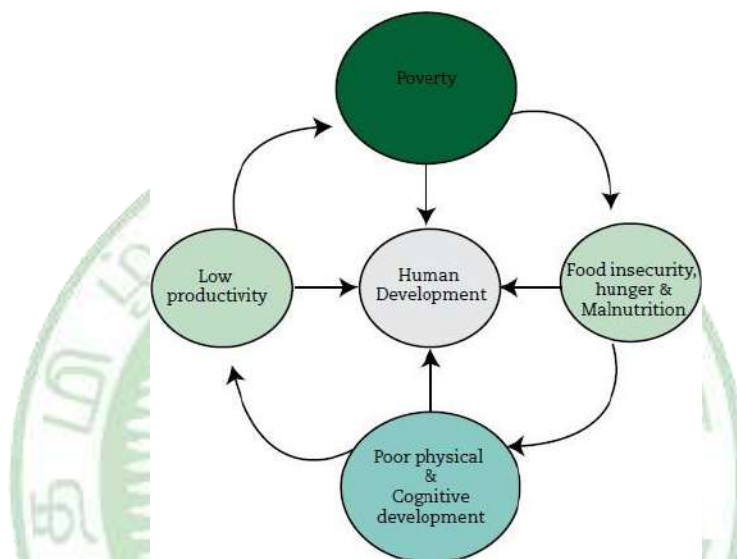 Poverty
Low
productivity
Human
Development
Food insecurity,
hunger &
Malnutrition
Poor physical
&
Cognitive
development